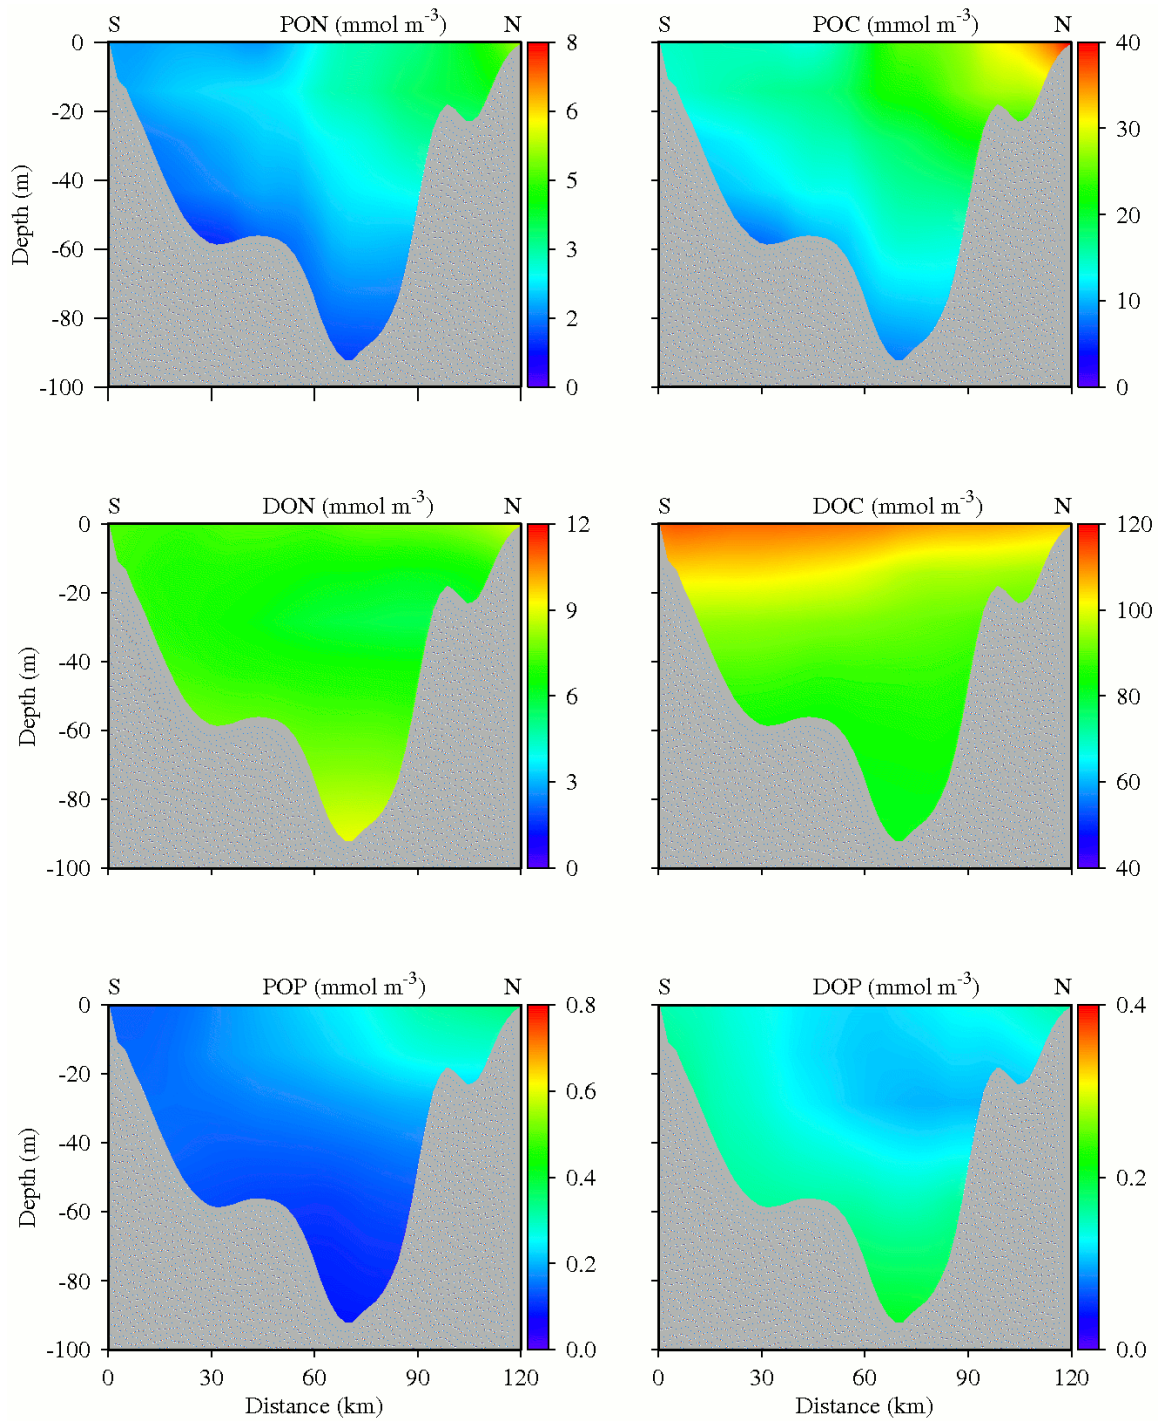 S PON (mmol m⁻³) N
S POC (mmol m⁻³) N
0 -20 -40 -60 -80 -100
Depth (m)
8 6 5 3 2 0
40 30 20 10 0
S DON (mmol m⁻³) N
S DOC (mmol m⁻³) N
0 -20 -40 -60 -80 -100
Depth (m)
12 9 6 3 0
120 100 80 60 40
S POP (mmol m⁻³) N
S DOP (mmol m⁻³) N
0 -20 -40 -60 -80 -100
Depth (m)
0.8 0.6 0.4 0.2 0.0
0.4 0.2 0.0
0 30 60 90 120
Distance (km)
0 30 60 90 120
Distance (km)